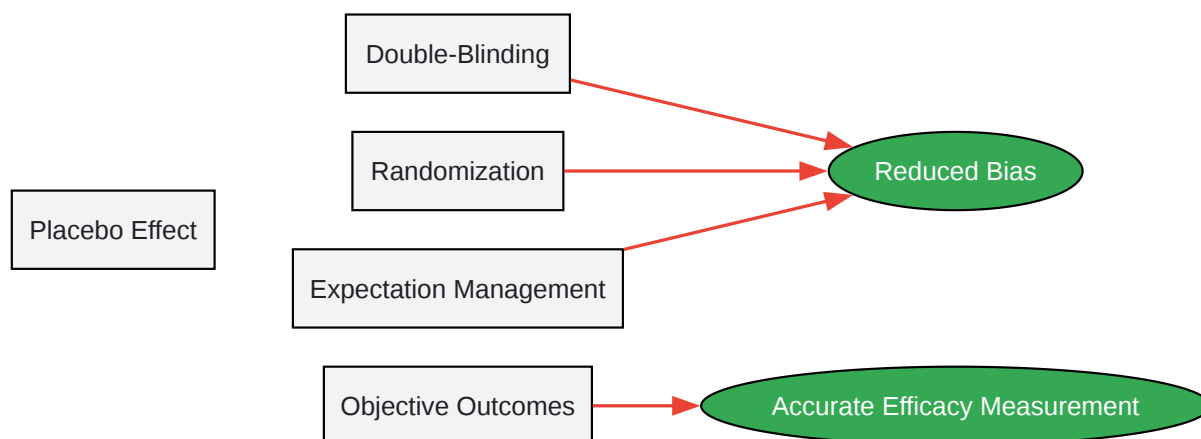 Double-Blinding
Randomization
Reduced Bias
Placebo Effect
Expectation Management
Objective Outcomes
Accurate Efficacy Measurement